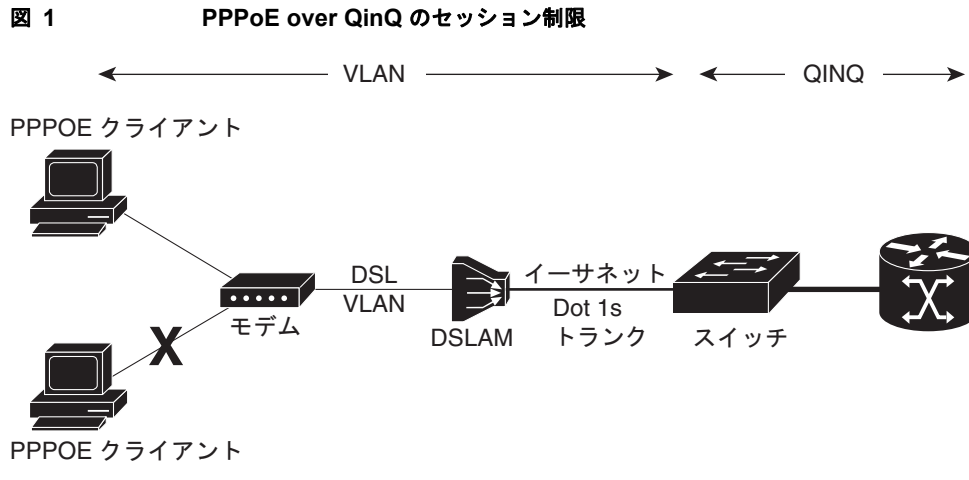 図 1 PPPoE over QinQ のセッション制限
VLAN QINQ
PPPOE クライアント
DSL
VLAN
イーサネット
Dot 1s
トランク
モデム
DSLAM
スイッチ
X
PPPOE クライアント